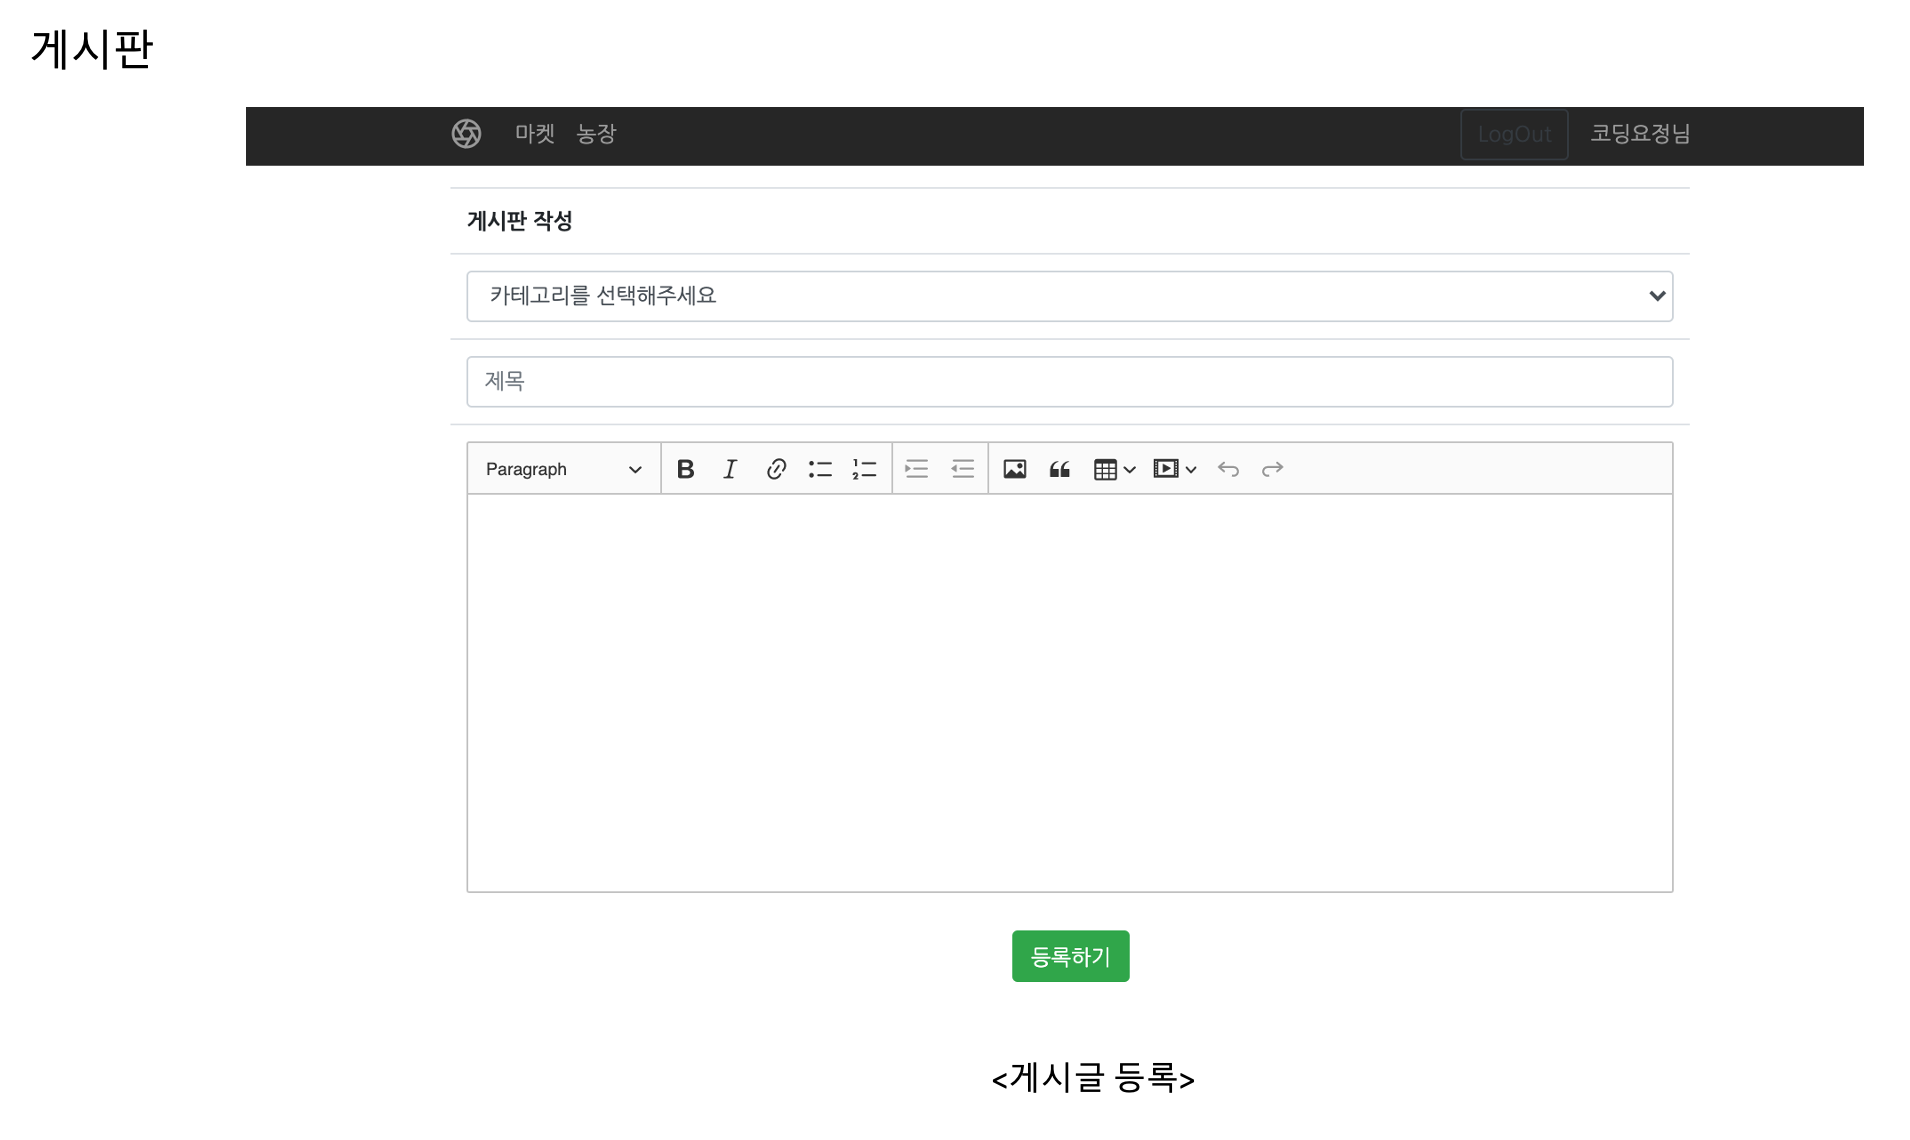 게시판
마켓 농장 LogOut 코딩요정님
게시판 작성
카테고리를 선택해주세요
제목
Paragraph
등록하기
<게시글 등록>